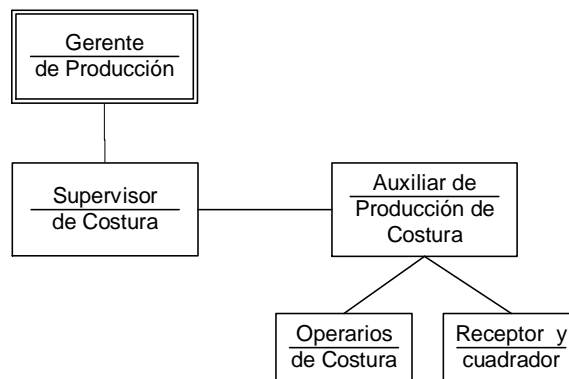 Gerente
de Producción
Supervisor
de Costura
Auxiliar de
Producción de
Costura
Operarios
de Costura
Receptor y
cuadrador